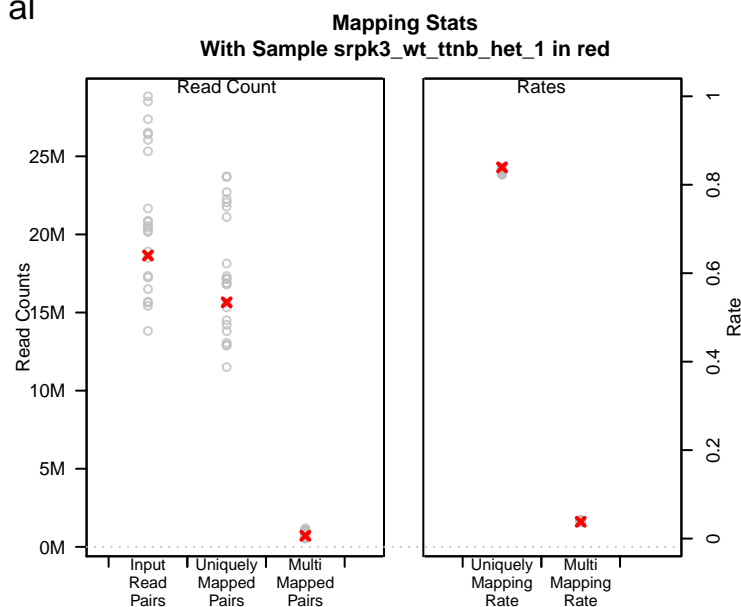 al
Mapping Stats
With Sample srpk3_wt_ttnb_het_1 in red
Read Count
Rates
Read Counts
25M
20M
15M
10M
5M
0M
1
0.8
0.6
0.4
0.2
0
Rate
Input
Read
Pairs
Uniquely
Mapped
Pairs
Multi
Mapped
Pairs
Uniquely
Mapping
Rate
Multi
Mapping
Rate